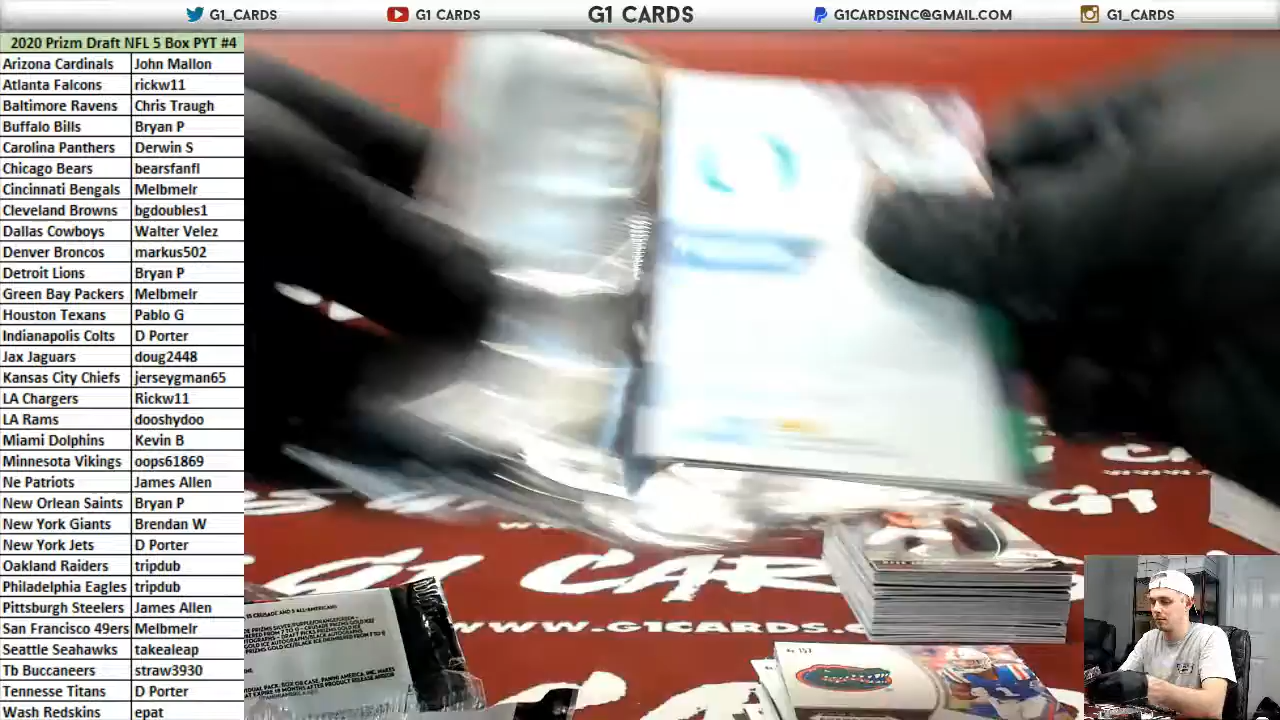 G1_CARDS G1 CARDS G1 CARDS G1CARDSINC@GMAIL.COM G1_CARDS
2020 Prizm Draft NFL 5 Box PYT #4
Arizona Cardinals John Mallon
Atlanta Falcons rickw11
Baltimore Ravens Chris Traugh
Buffalo Bills Bryan P
Carolina Panthers Derwin S
Chicago Bears bearsfanfl
Cincinnati Bengals Melbmelr
Cleveland Browns bgdoubles1
Dallas Cowboys Walter Velez
Denver Broncos markus502
Detroit Lions Bryan P
Green Bay Packers Melbmelr
Houston Texans Pablo G
Indianapolis Colts D Porter
Jax Jaguars doug2448
Kansas City Chiefs jerseygman65
LA Chargers Rickw11
LA Rams dooshydoo
Miami Dolphins Kevin B
Minnesota Vikings oops61869
Ne Patriots James Allen
New Orlean Saints Bryan P
New York Giants Brendan W
New York Jets D Porter
Oakland Raiders tripdub
Philadelphia Eagles tripdub
Pittsburgh Steelers James Allen
San Francisco 49ers Melbmelr
Seattle Seahawks takealeap
Tb Buccaneers straw3930
Tennesse Titans D Porter
Wash Redskins epat
G1
G1 CAR
WWW.G1CARDS.C
No. 157